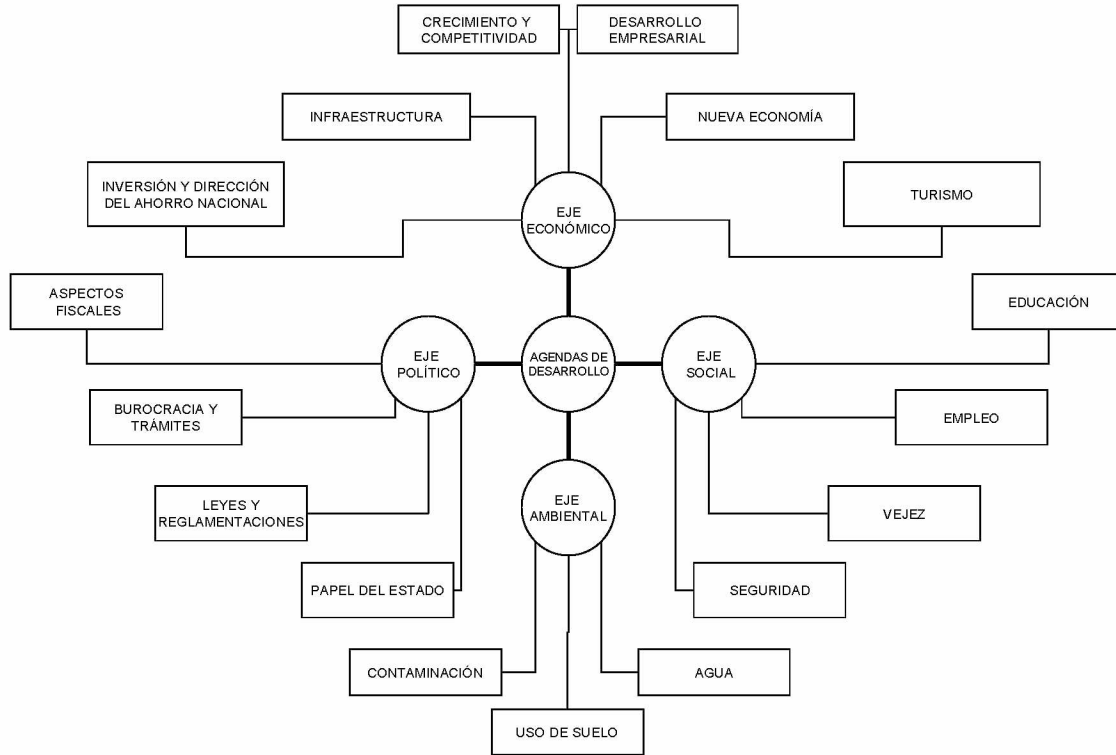 CRECIMIENTO Y
COMPETITIVIDAD
DESARROLLO
EMPRESARIAL
INFRAESTRUCTURA
NUEVA ECONOMÍA
INVERSIÓN Y DIRECCIÓN
DEL AHORRO NACIONAL
EJE
ECONÓMICO
TURISMO
ASPECTOS
FISCALES
EDUCACIÓN
EJE
POLÍTICO
AGENDAS DE
DESARROLLO
EJE
SOCIAL
BUROCRACIA Y
TRÁMITES
EMPLEO
LEYES Y
REGLAMENTACIONES
EJE
AMBIENTAL
VEJEZ
PAPEL DEL ESTADO
SEGURIDAD
CONTAMINACIÓN
AGUA
USO DE SUELO